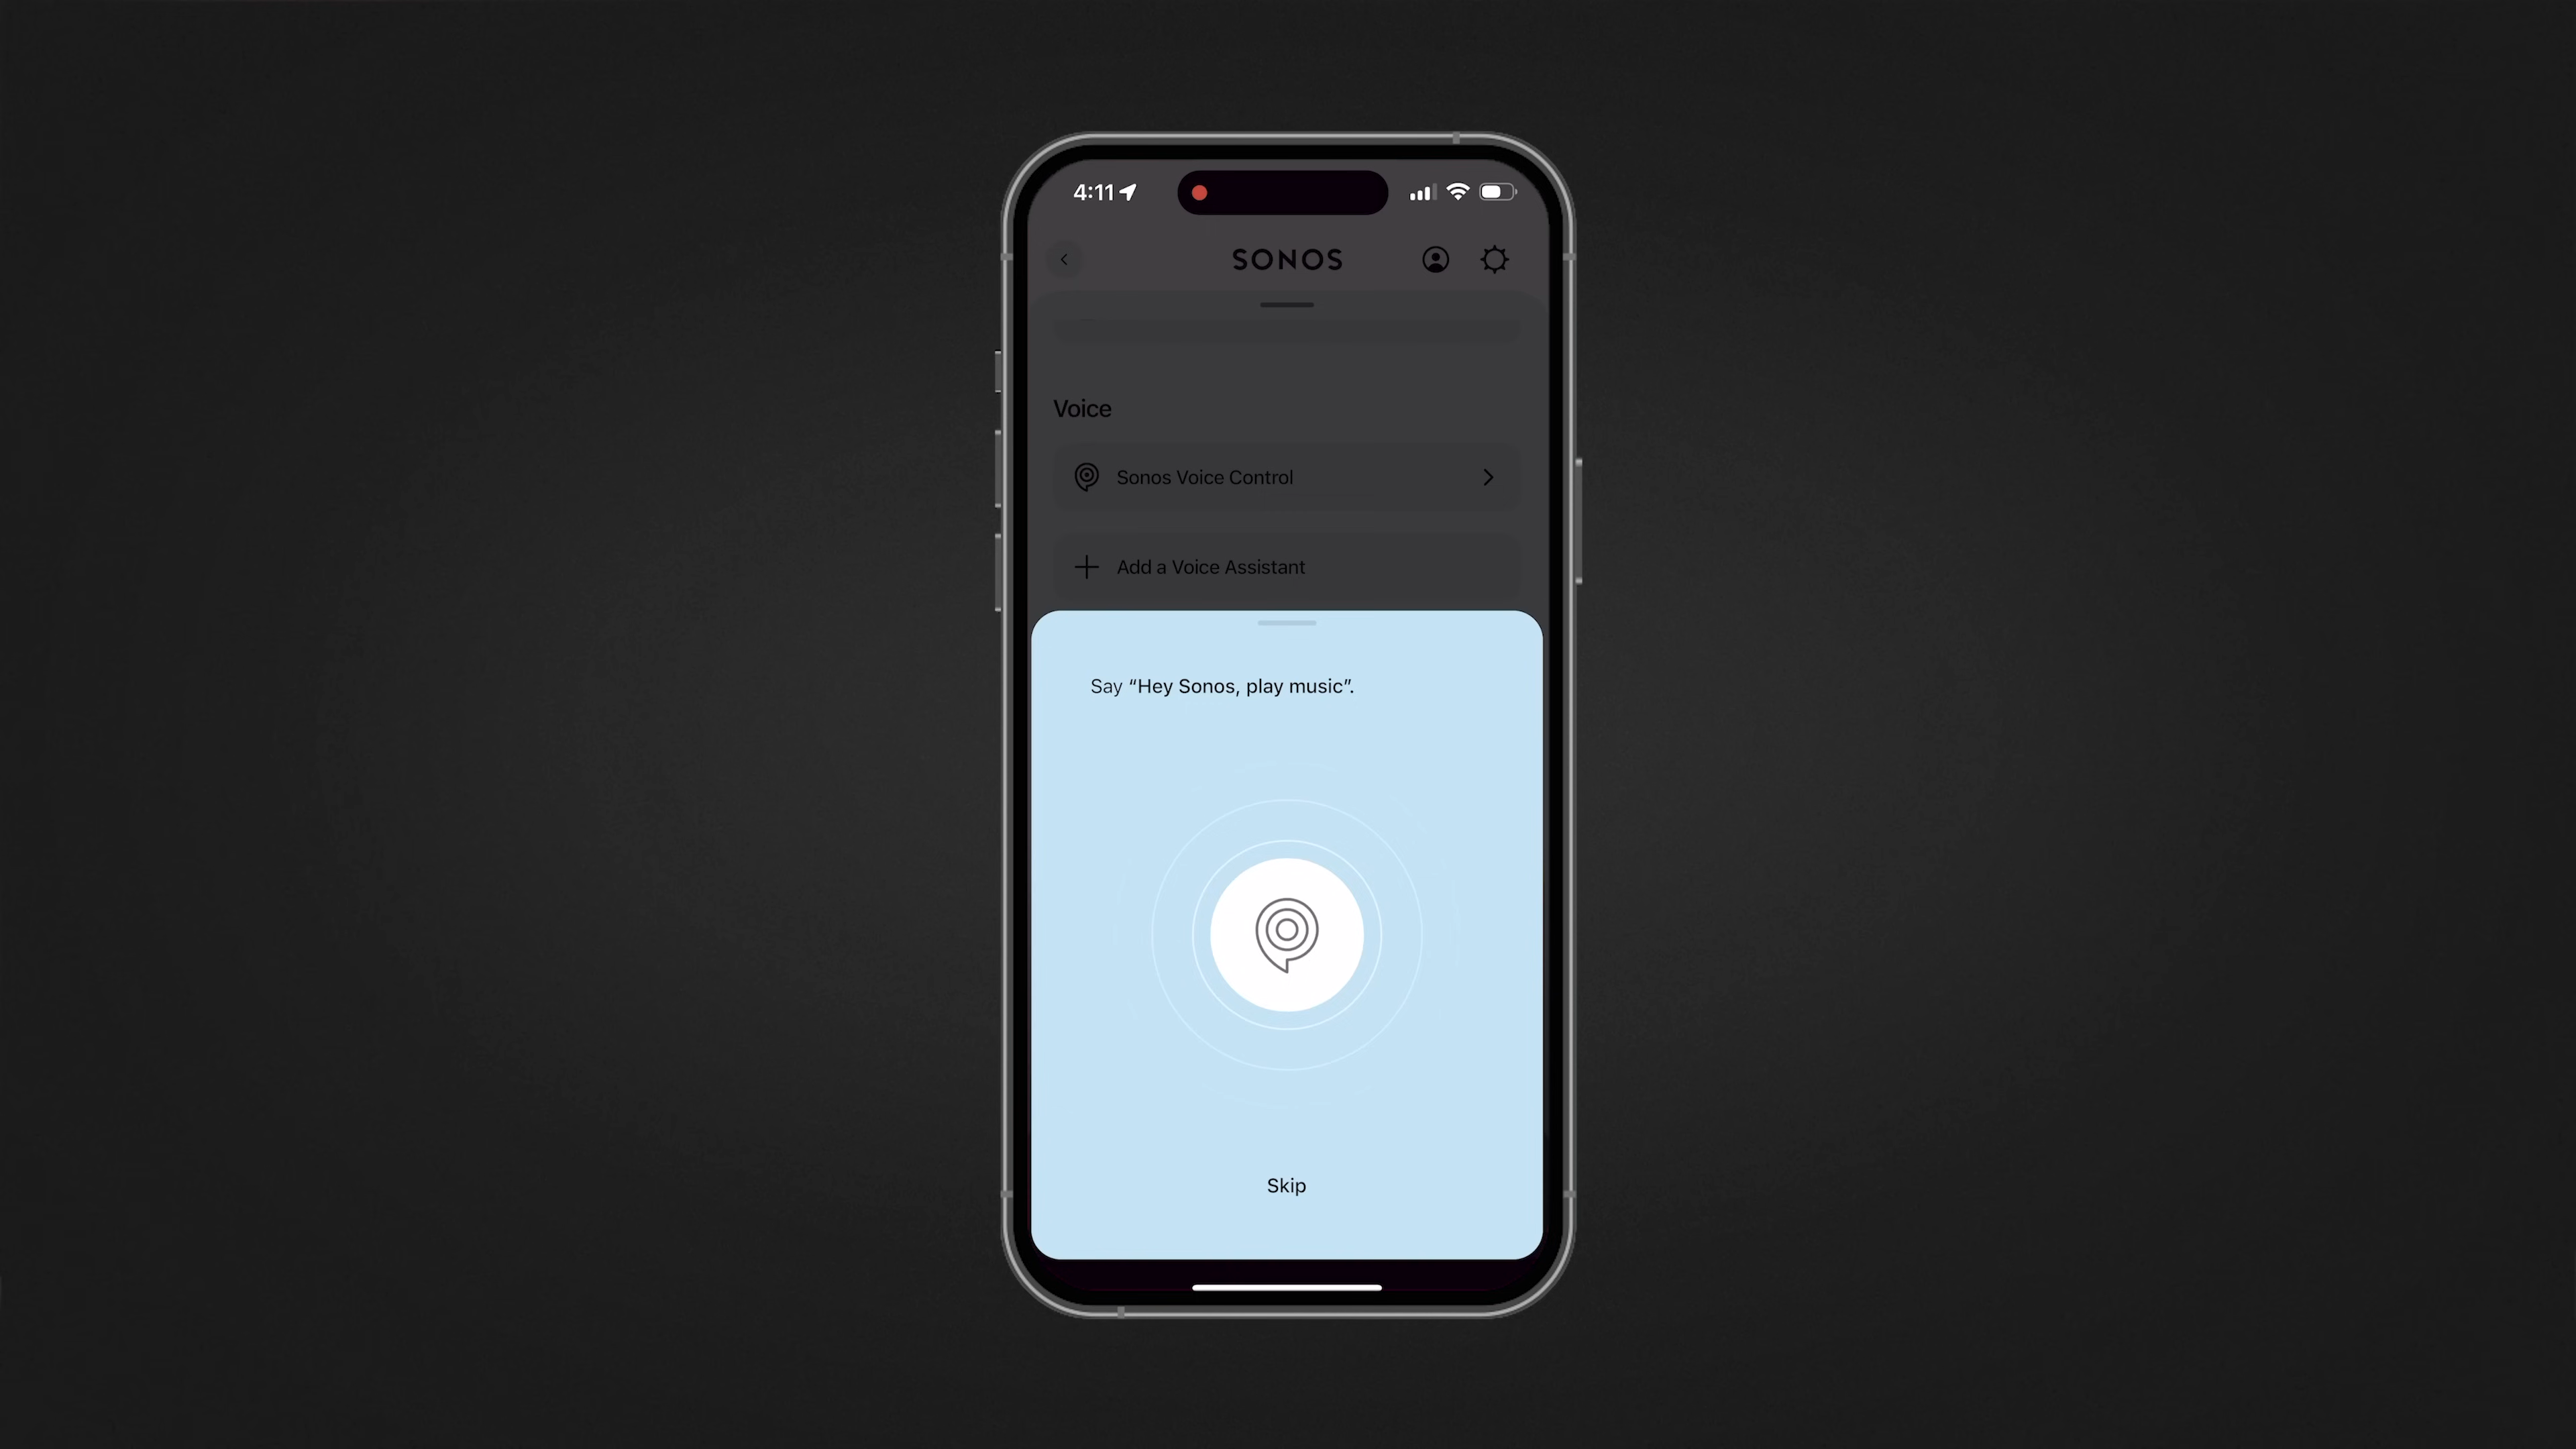 4:11
SONOS
Voice
Sonos Voice Control
Add a Voice Assistant
Say “Hey Sonos, play music”.
Skip